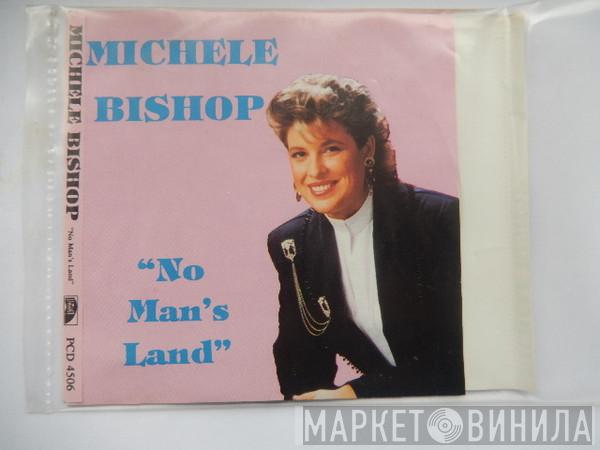 MICHELE
BISHOP
"No
Man's
Land"
MICHELE BISHOP
"No Man's Land"
PCD 4506
МАРКЕТ ВИНИЛА